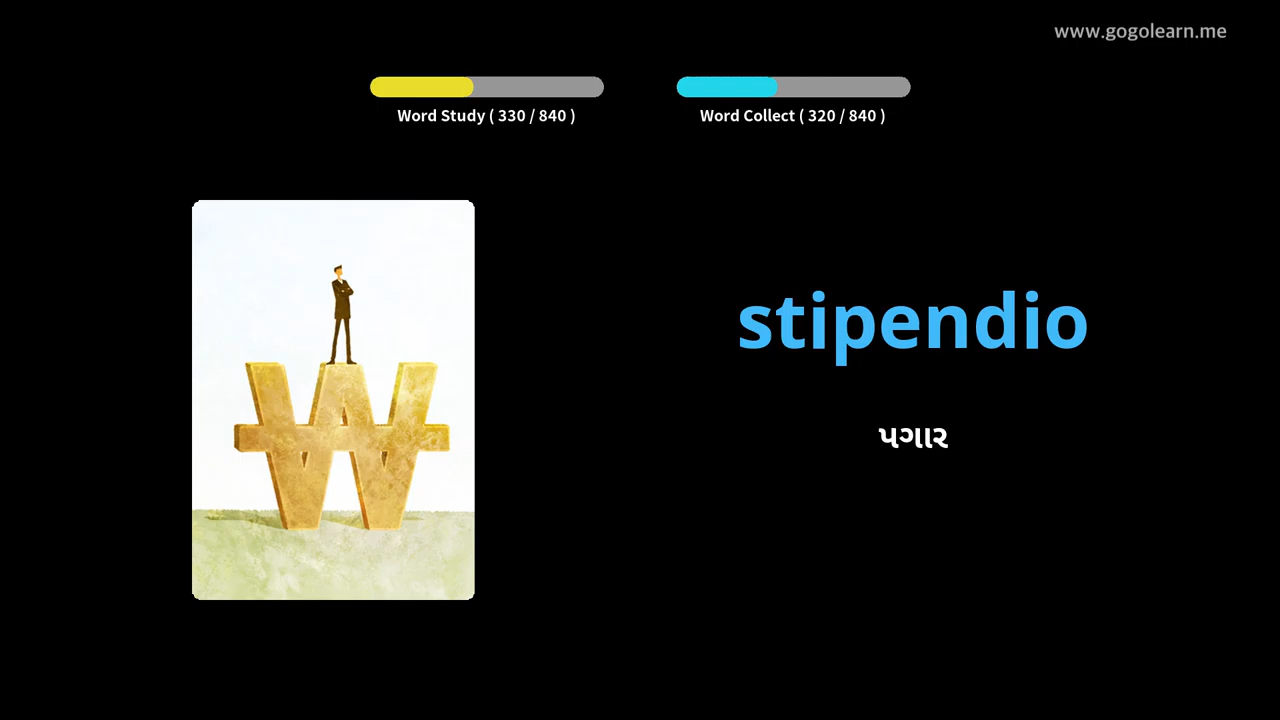 www.gogolearn.me
Word Study ( 330 / 840 )
Word Collect ( 320 / 840 )
stipendio
પગાર